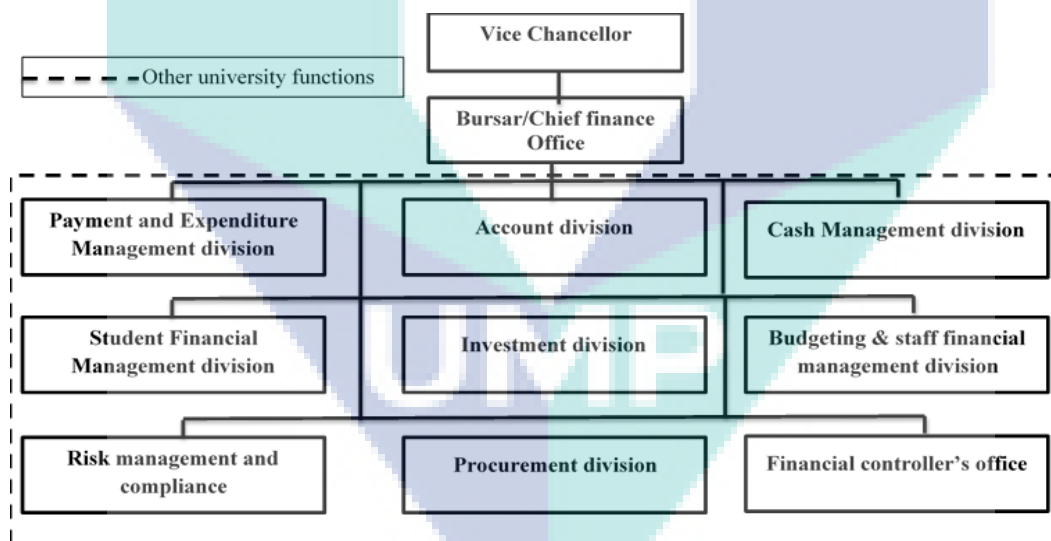 Vice Chancellor
Other university functions
Bursar/Chief finance
Office
Payment and Expenditure
Management division
Account division
Cash Management division
Student Financial
Management division
Investment division
Budgeting & staff financial
management division
Risk management and
compliance
Procurement division
Financial controller's office
UMP